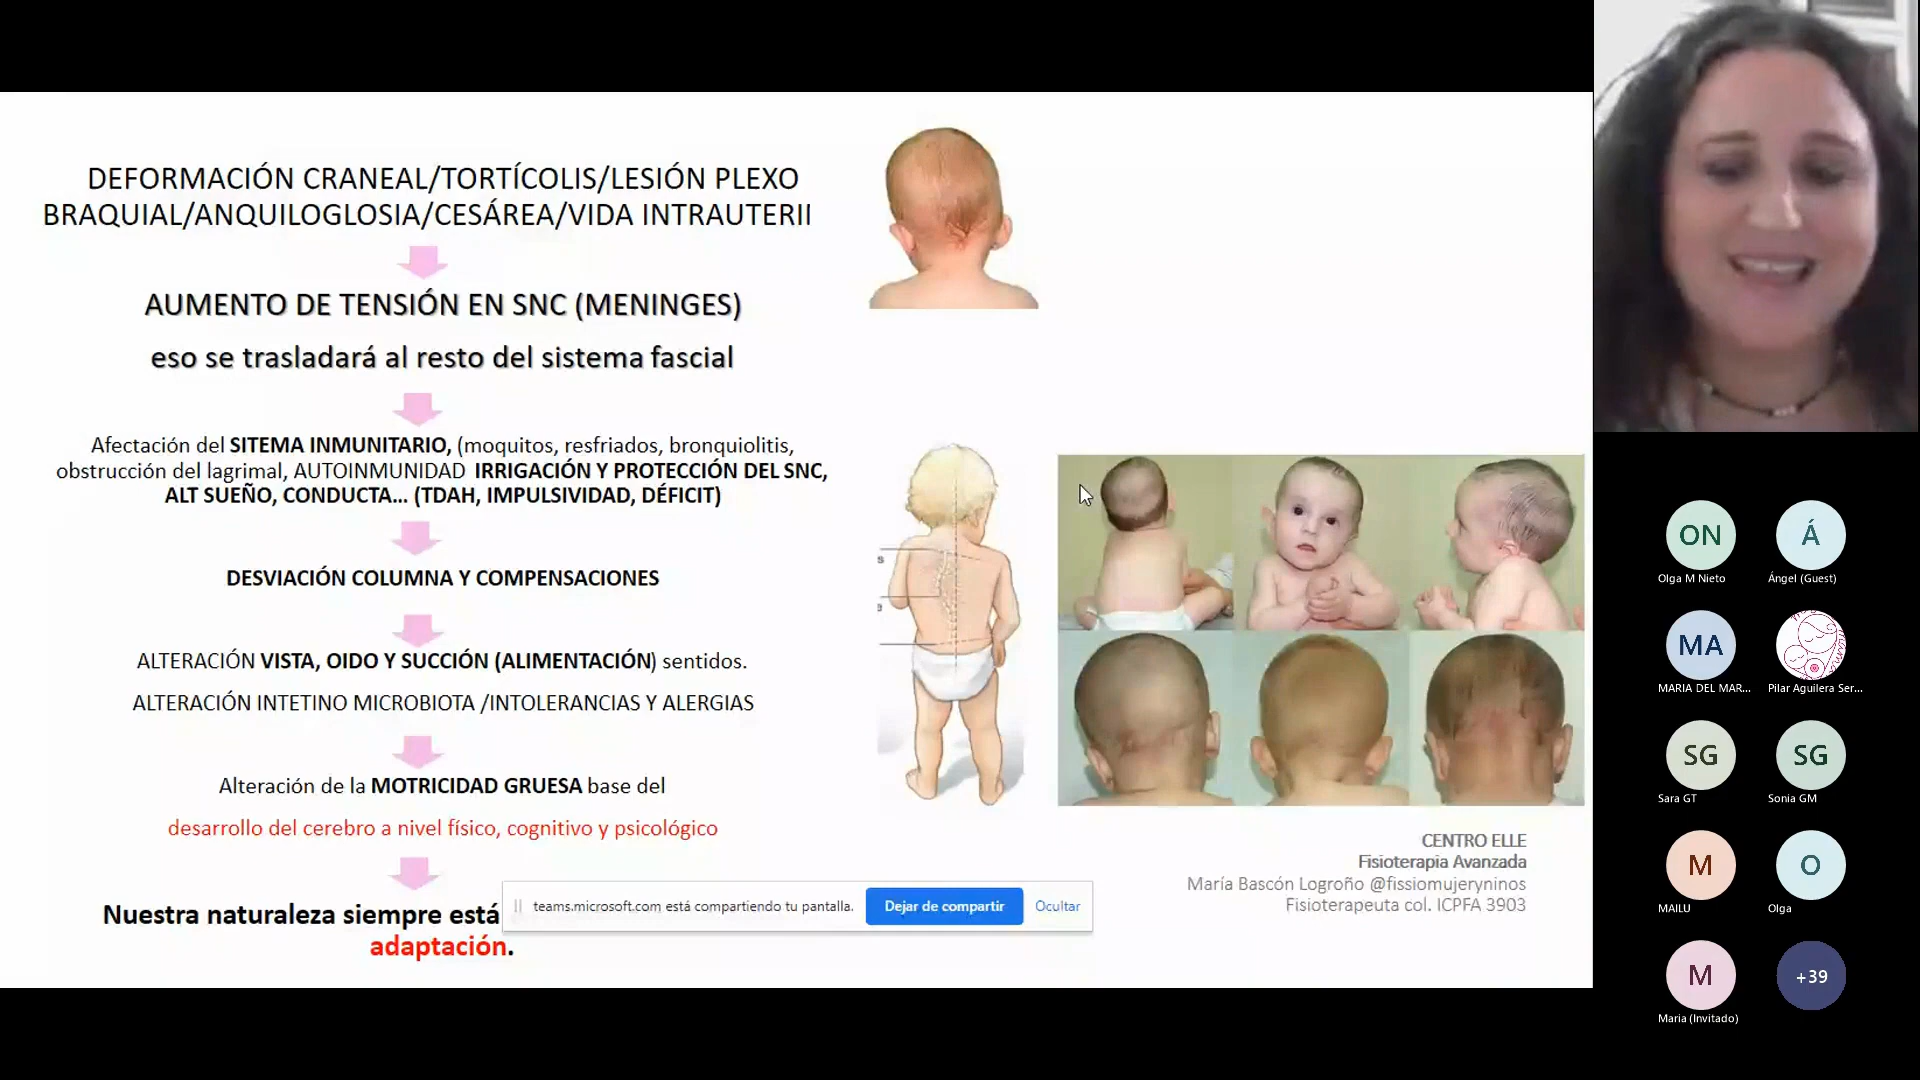 DEFORMACIÓN CRANEAL/TORTÍCOLIS/LESIÓN PLEXO
BRAQUIAL/ANQUILOGLOSIA/CESÁREA/VIDA INTRAUTERI
AUMENTO DE TENSIÓN EN SNC (MENINGES)
eso se trasladará al resto del sistema fascial
Afectación del SITEMA INMUNITARIO, (moquitos, resfriados, bronquiolitis,
obstrucción del lagrimal, AUTOINMUNIDAD IRRIGACIÓN Y PROTECCIÓN DEL SNC,
ALT SUEÑO, CONDUCTA... (TDAH, IMPULSIVIDAD, DÉFICIT)
DESVIACIÓN COLUMNA Y COMPENSACIONES
ALTERACIÓN VISTA, OIDO Y SUCCIÓN (ALIMENTACIÓN) sentidos.
ALTERACIÓN INTETINO MICROBIOTA /INTOLERANCIAS Y ALERGIAS
Alteración de la MOTRICIDAD GRUESA base del
desarrollo del cerebro a nivel físico, cognitivo y psicológico
Nuestra naturaleza siempre está
adaptación.
teams.microsoft.com está compartiendo tu pantalla.
Dejar de compartir
Ocultar
CENTRO ELLE
Fisioterapia Avanzada
María Bascón Logroño @fissiomujeryninos
Fisioterapeuta col. ICPFA 3903
ON
Olga M Nieto
Á
Ángel (Guest)
MA
MARIA DEL MAR...
Pilar Aguilera Ser...
SG
Sara GT
SG
Sonia GM
M
MAILU
O
Olga
M
Maria (Invitado)
+39